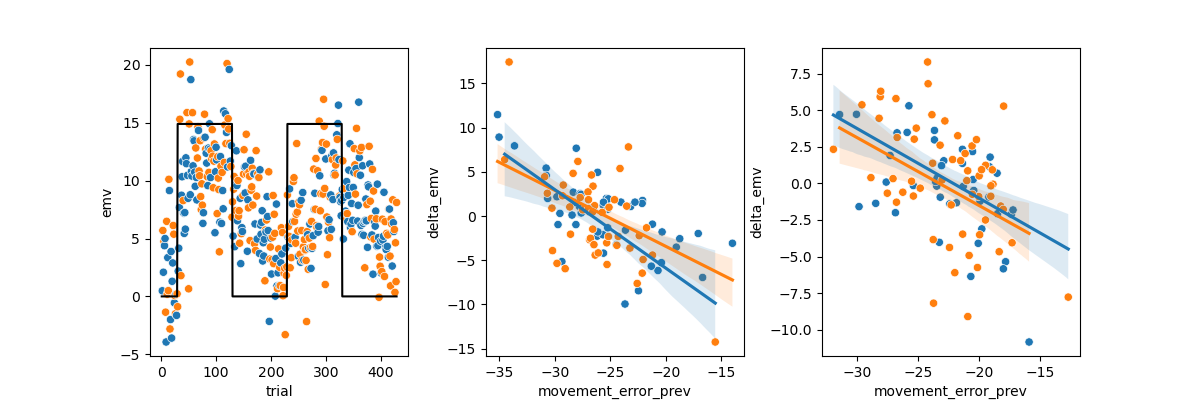 emv
20
15
10
5
0
−5
0 100 200 300 400
trial
delta_emv
15
10
5
0
−5
−10
−15
−35 −30 −25 −20 −15
movement_error_prev
delta_emv
7.5
5.0
2.5
0.0
−2.5
−5.0
−7.5
−10.0
−30 −25 −20 −15
movement_error_prev